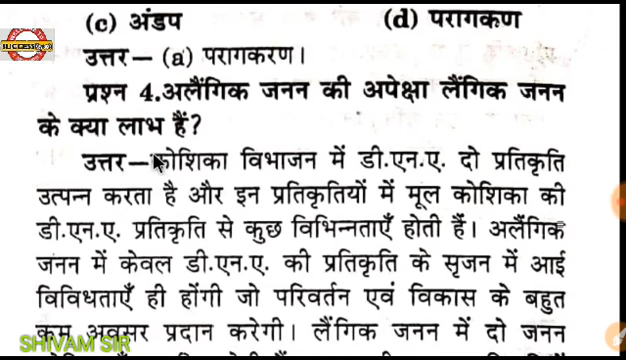 (c) अंडप (d) परागकण
उत्तर— (a) परागकरण।
प्रश्न 4.अलैंगिक जनन की अपेक्षा लैंगिक जनन
के क्या लाभ हैं?
उत्तर—कोशिका विभाजन में डी.एन.ए. दो प्रतिकृति
उत्पन्न करता है और इन प्रतिकृतियों में मूल कोशिका की
डी.एन.ए. प्रतिकृति से कुछ विभिन्नताएँ होती हैं। अलैंगिक
जनन में केवल डी.एन.ए. की प्रतिकृति के सृजन में आई
विविधताएँ ही होंगी जो परिवर्तन एवं विकास के बहुत
कम अवसर प्रदान करेगी। लैंगिक जनन में दो जनन
SHIVAM SIR